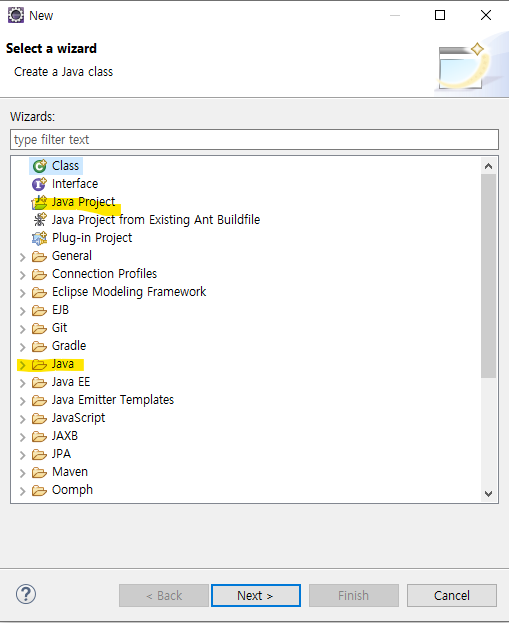 New
Select a wizard
Create a Java class
Wizards:
type filter text
Class
Interface
Java Project
Java Project from Existing Ant Buildfile
Plug-in Project
General
Connection Profiles
Eclipse Modeling Framework
EJB
Git
Gradle
Java
Java EE
Java Emitter Templates
JavaScript
JAXB
JPA
Maven
Oomph
< Back
Next >
Finish
Cancel